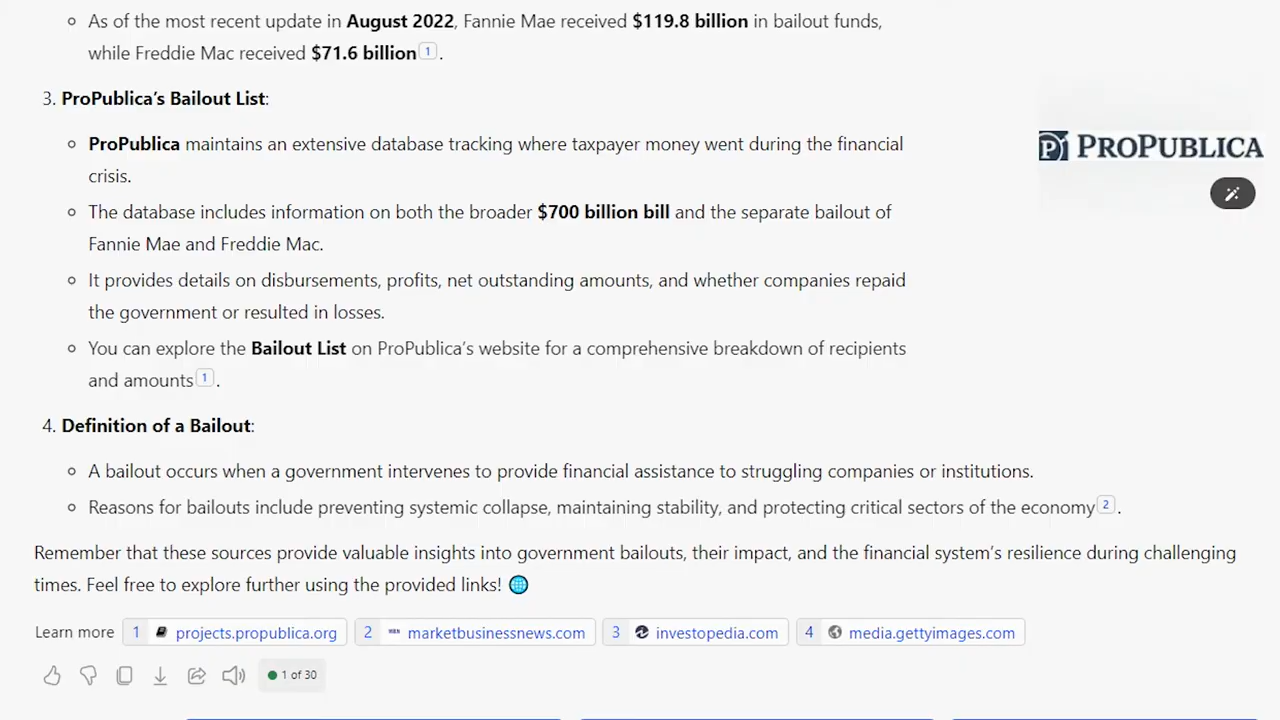 As of the most recent update in August 2022, Fannie Mae received $119.8 billion in bailout funds,
while Freddie Mac received $71.6 billion 1 .
3. ProPublica’s Bailout List:
ProPublica maintains an extensive database tracking where taxpayer money went during the financial
crisis.
PROPUBLICA
The database includes information on both the broader $700 billion bill and the separate bailout of
Fannie Mae and Freddie Mac.
It provides details on disbursements, profits, net outstanding amounts, and whether companies repaid
the government or resulted in losses.
You can explore the Bailout List on ProPublica’s website for a comprehensive breakdown of recipients
and amounts 1 .
4. Definition of a Bailout:
A bailout occurs when a government intervenes to provide financial assistance to struggling companies or institutions.
Reasons for bailouts include preventing systemic collapse, maintaining stability, and protecting critical sectors of the economy 2 .
Remember that these sources provide valuable insights into government bailouts, their impact, and the financial system’s resilience during challenging
times. Feel free to explore further using the provided links! 🌐
Learn more 1 projects.propublica.org 2 marketbusinessnews.com 3 investopedia.com 4 media.gettyimages.com
1 of 30